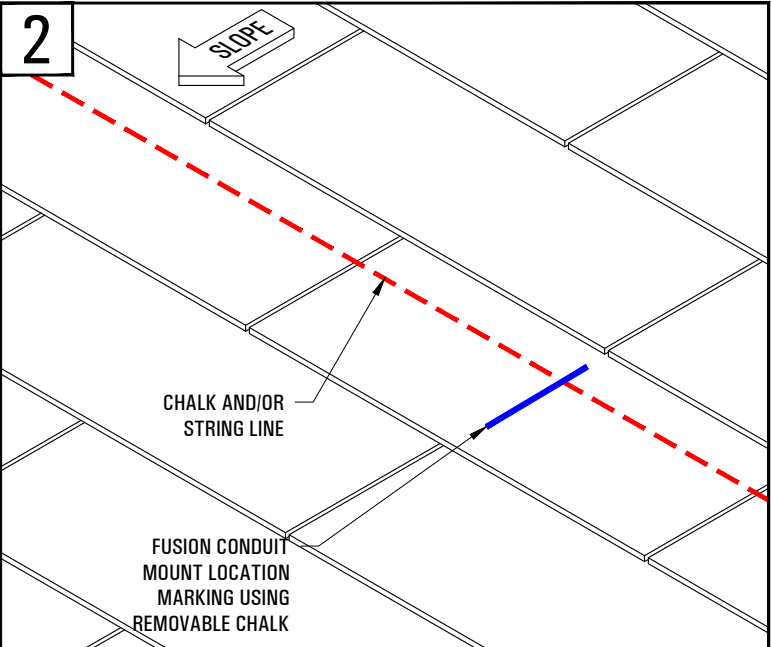 2
SLOPE
CHALK AND/OR
STRING LINE
FUSION CONDUIT
MOUNT LOCATION
MARKING USING
REMOVABLE CHALK